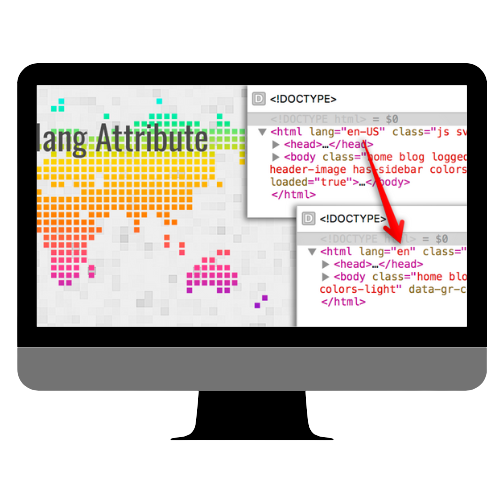 lang Attribute
D <!DOCTYPE>
<!DOCTYPE html> = $0
▼<html lang="en-US" class="js sv
▶<head>…</head>
▶<body class="home blog logged
header-image has-sidebar colors
loaded="true">…</body>
</html>
D <!DOCTYPE>
<!DOCTYPE html> = $0
▼<html lang="en" class="
▶<head>…</head>
▶<body class="home blo
colors-light" data-gr-c
</html>